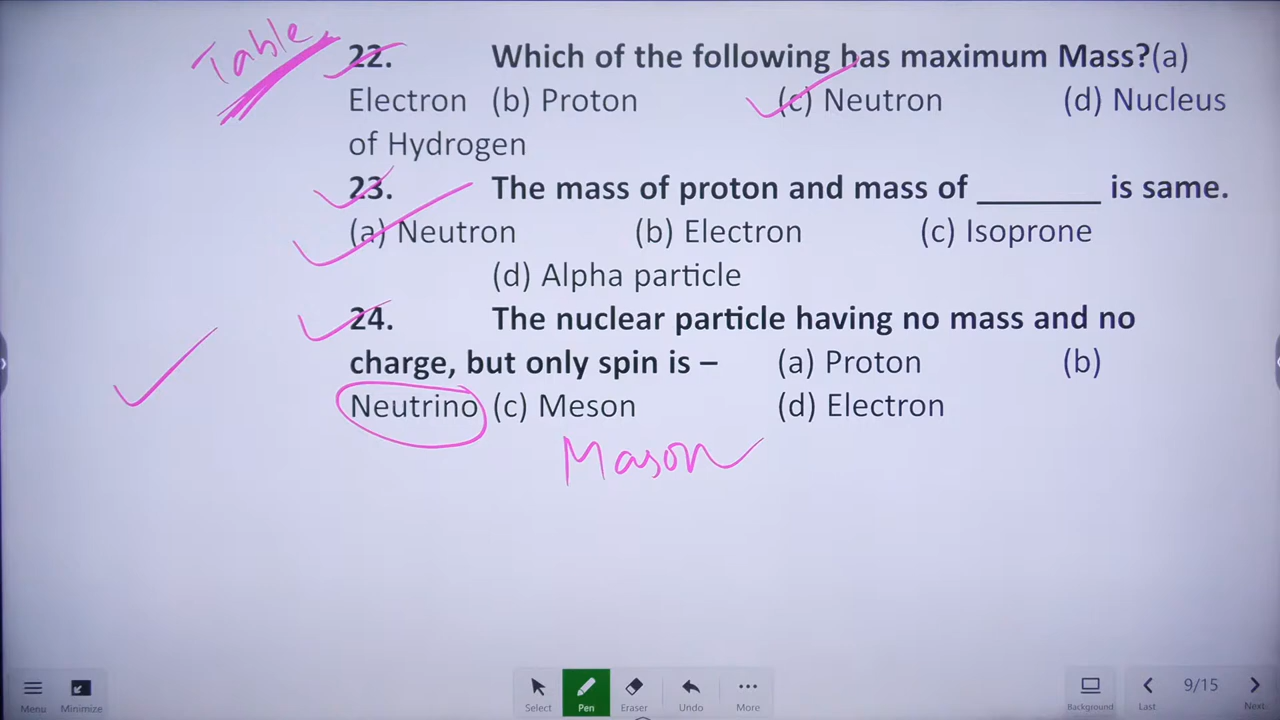 Table
22. Which of the following has maximum Mass?(a)
Electron (b) Proton (c) Neutron (d) Nucleus
of Hydrogen
23. The mass of proton and mass of _______ is same.
(a) Neutron (b) Electron (c) Isoprone
(d) Alpha particle
24. The nuclear particle having no mass and no
charge, but only spin is – (a) Proton (b)
Neutrino (c) Meson (d) Electron
Mason
Menu Minimize Select Pen Eraser Undo More Background Last 9/15 Next